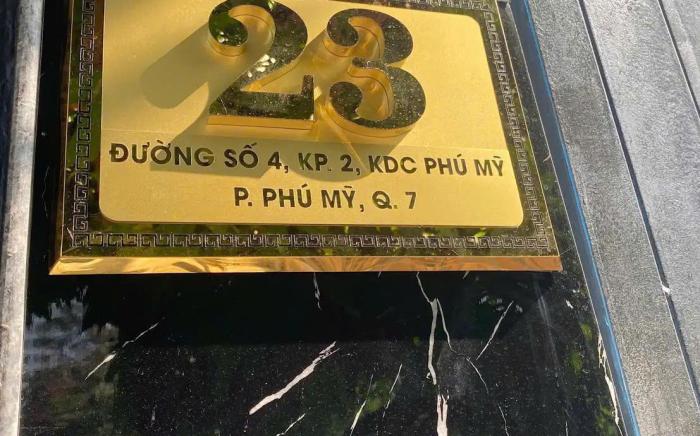 23
ĐƯỜNG SỐ 4, KP. 2, KDC PHÚ MỸ
P. PHÚ MỸ, Q. 7